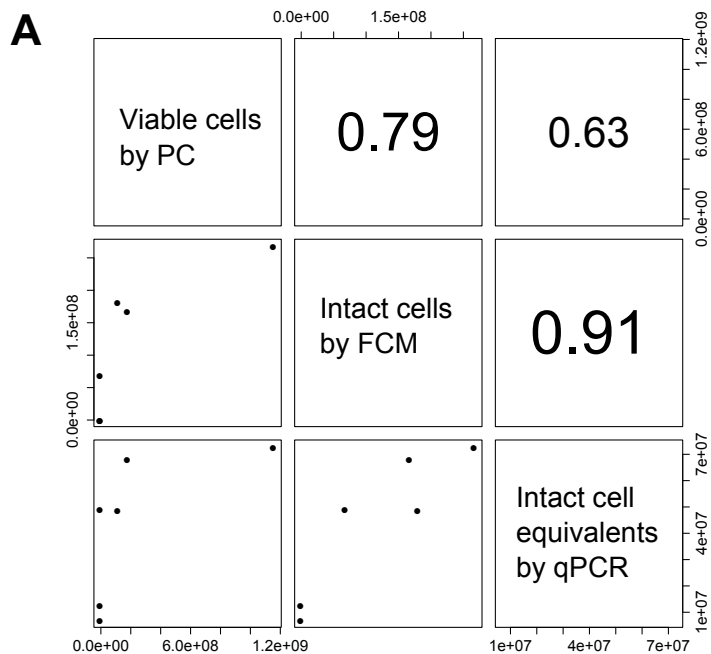 A
0.0e+00 1.5e+08
Viable cells
by PC
0.79
0.63
0.0e+00 6.0e+08 1.2e+09
0.0e+00 1.5e+08
Intact cells
by FCM
0.91
Intact cell
equivalents
by qPCR
1e+07 4e+07 7e+07
0.0e+00 6.0e+08 1.2e+09
1e+07 4e+07 7e+07